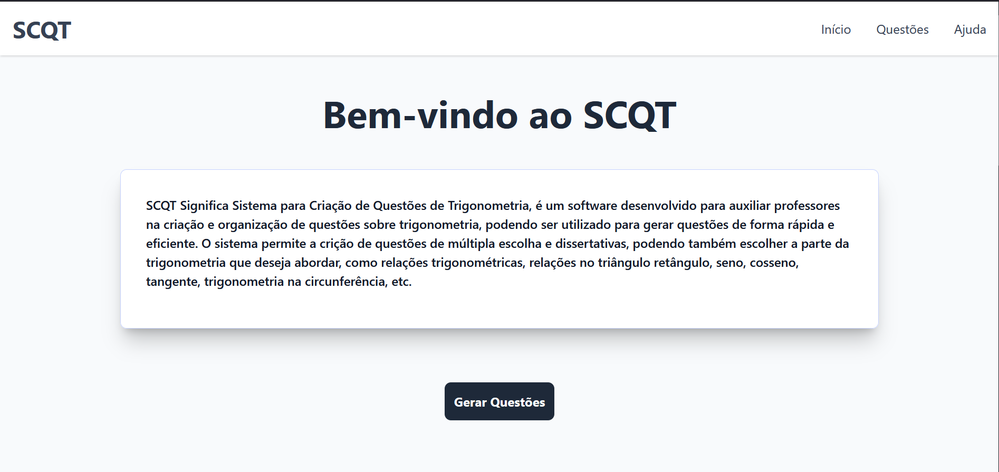 SCQT
Início Questões Ajuda
Bem-vindo ao SCQT
SCQT Significa Sistema para Criação de Questões de Trigonometria, é um software desenvolvido para auxiliar professores
na criação e organização de questões sobre trigonometria, podendo ser utilizado para gerar questões de forma rápida e
eficiente. O sistema permite a crição de questões de múltipla escolha e dissertativas, podendo também escolher a parte da
trigonometria que deseja abordar, como relações trigonométricas, relações no triângulo retângulo, seno, cosseno,
tangente, trigonometria na circunferência, etc.
Gerar Questões